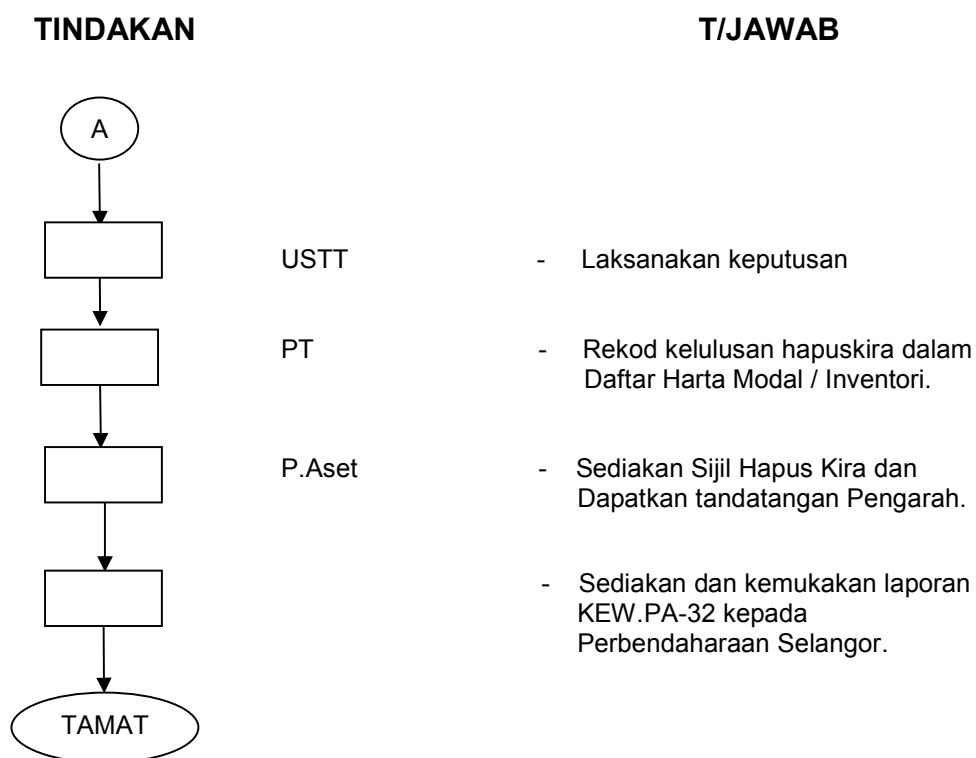 TINDAKAN T/JAWAB
A
USTT - Laksanakan keputusan
PT - Rekod kelulusan hapuskira dalam
Daftar Harta Modal / Inventori.
P.Aset - Sediakan Sijil Hapus Kira dan
Dapatkan tandatangan Pengarah.
- Sediakan dan kemukakan laporan
KEW.PA-32 kepada
Perbendaharaan Selangor.
TAMAT